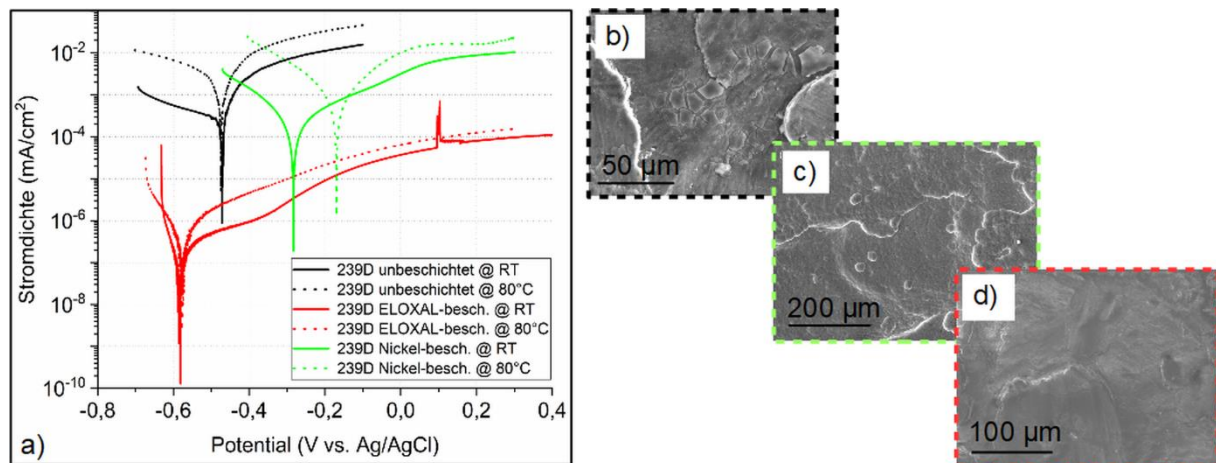 a)
Stromdichte (mA/cm²)
10⁻²
10⁻⁴
10⁻⁶
10⁻⁸
10⁻¹⁰
239D unbeschichtet @ RT
239D unbeschichtet @ 80°C
239D ELOXAL-besch. @ RT
239D ELOXAL-besch. @ 80°C
239D Nickel-besch. @ RT
239D Nickel-besch. @ 80°C
-0,8 -0,6 -0,4 -0,2 0,0 0,2 0,4
Potential (V vs. Ag/AgCl)
b)
50 µm
c)
200 µm
d)
100 µm